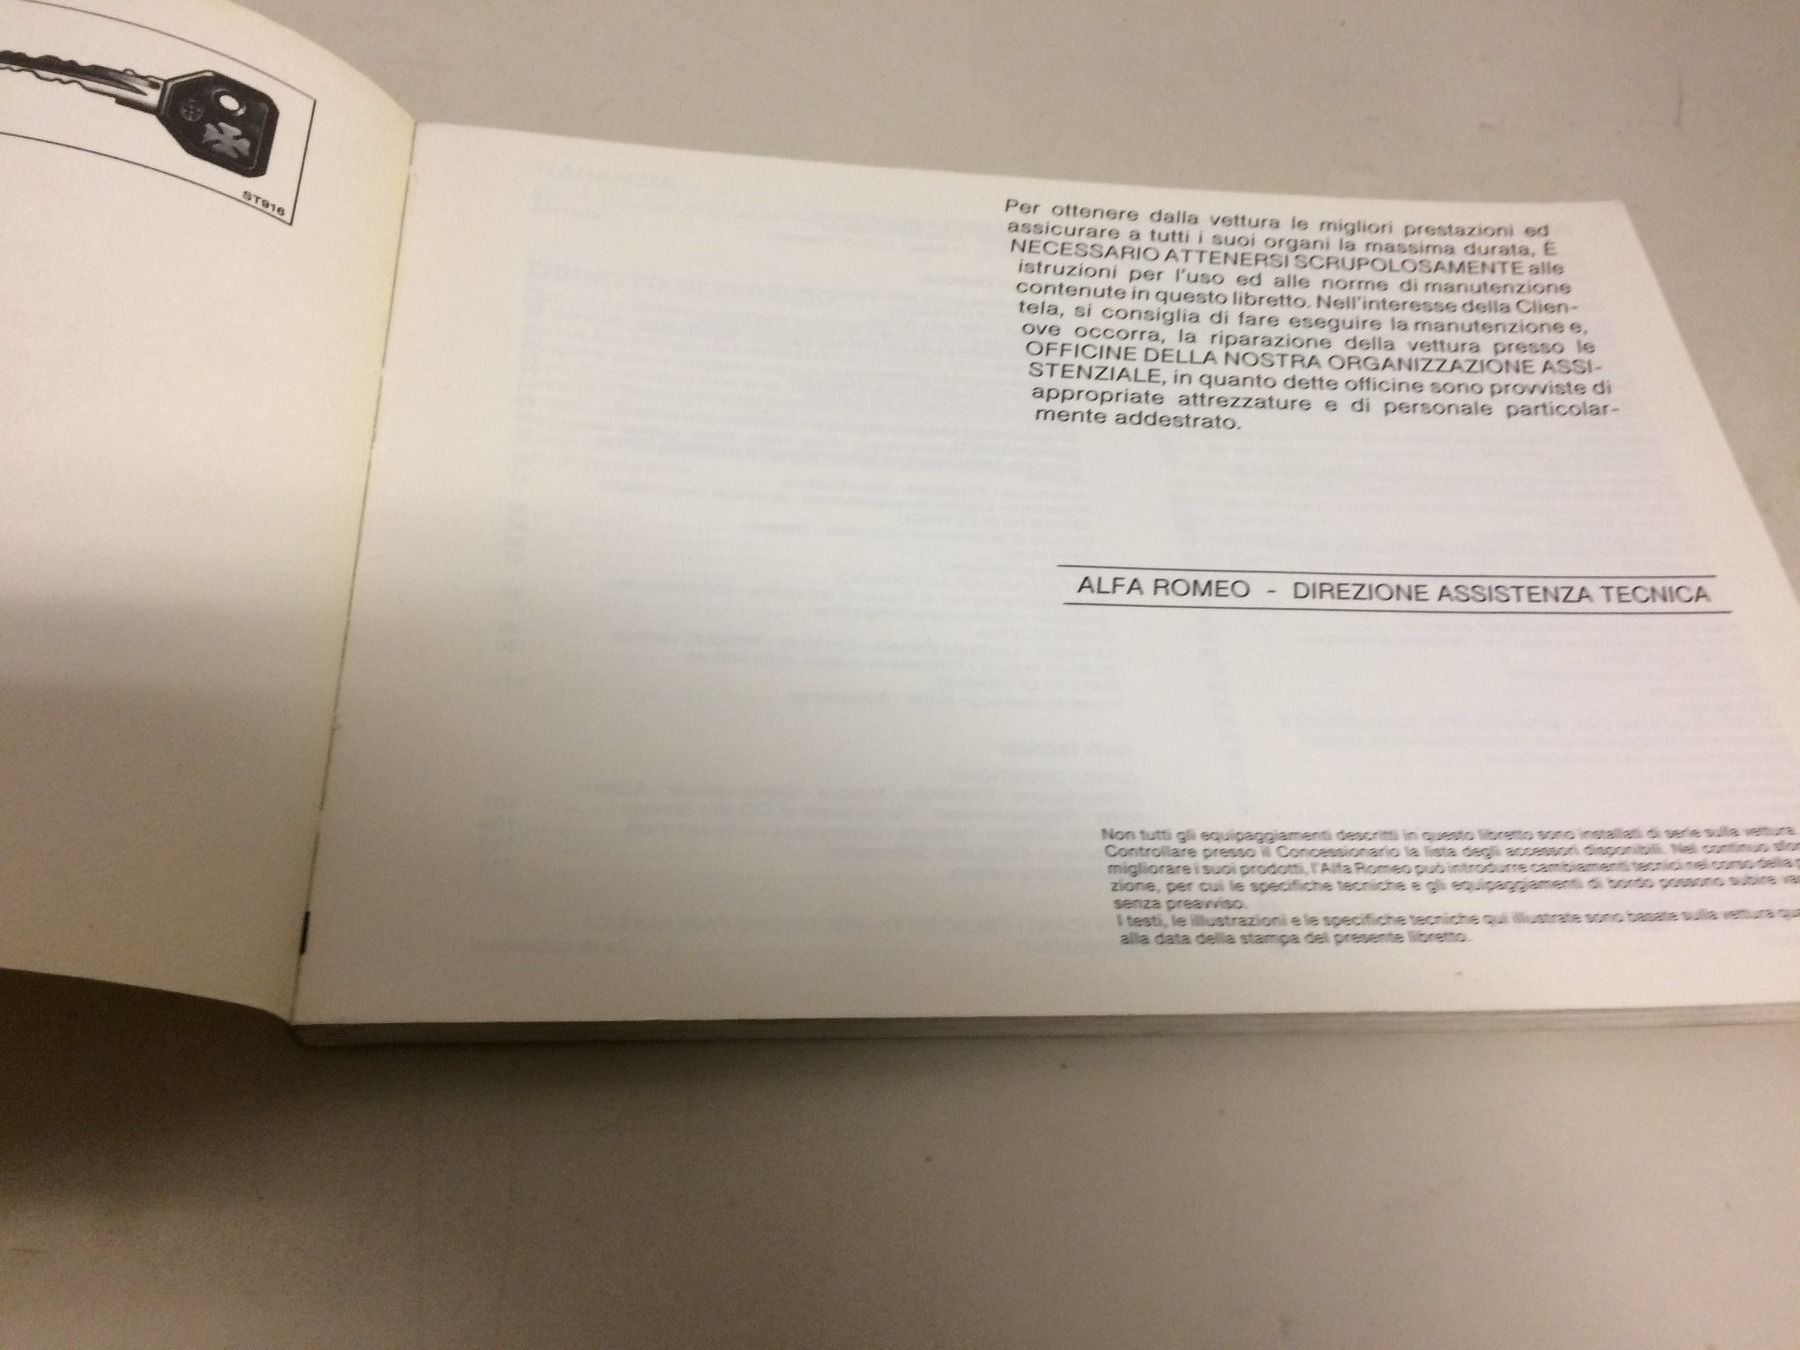 ST916
Per ottenere dalla vettura le migliori prestazioni ed
assicurare a tutti i suoi organi la massima durata, È
NECESSARIO ATTENERSI SCRUPOLOSAMENTE alle
istruzioni per l'uso ed alle norme di manutenzione
contenute in questo libretto. Nell'interesse della Clien-
tela, si consiglia di fare eseguire la manutenzione e,
ove occorra, la riparazione della vettura presso le
OFFICINE DELLA NOSTRA ORGANIZZAZIONE ASSI-
STENZIALE, in quanto dette officine sono provviste di
appropriate attrezzature e di personale particolar-
mente addestrato.
ALFA ROMEO - DIREZIONE ASSISTENZA TECNICA
Non tutti gli equipaggiamenti descritti in questo libretto sono installati di serie sulla vettura.
Controllare presso il Concessionario la lista degli accessori disponibili. Nel continuo
migliorare i suoi prodotti, l'Alfa Romeo può introdurre cambiamenti tecnici nel corso della
zione, per cui le specifiche tecniche e gli equipaggiamenti di bordo possono subire
senza preavviso.
I testi, le illustrazioni e le specifiche tecniche qui illustrate sono basate sulla vettura
alla data della stampa del presente libretto.